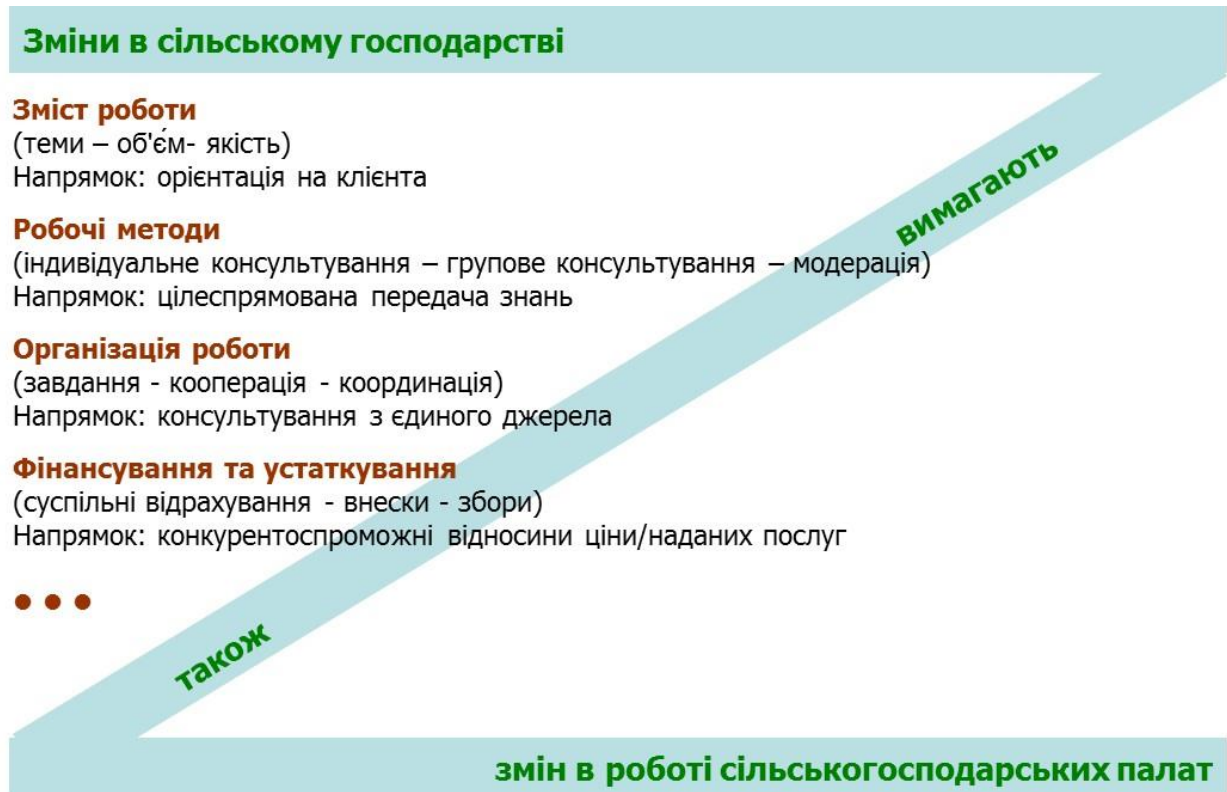 Зміни в сільському господарстві
Зміст роботи
(теми – об'є́м- якість)
Напрямок: орієнтація на клієнта
вимагають
Робочі методи
(індивідуальне консультування – групове консультування – модерація)
Напрямок: цілеспрямована передача знань
Організація роботи
(завдання - кооперація - координація)
Напрямок: консультування з єдиного джерела
Фінансування та устаткування
(суспільні відрахування - внески - збори)
Напрямок: конкурентоспроможні відносини ціни/наданих послуг
• • •
також
змін в роботі сільськогосподарських палат